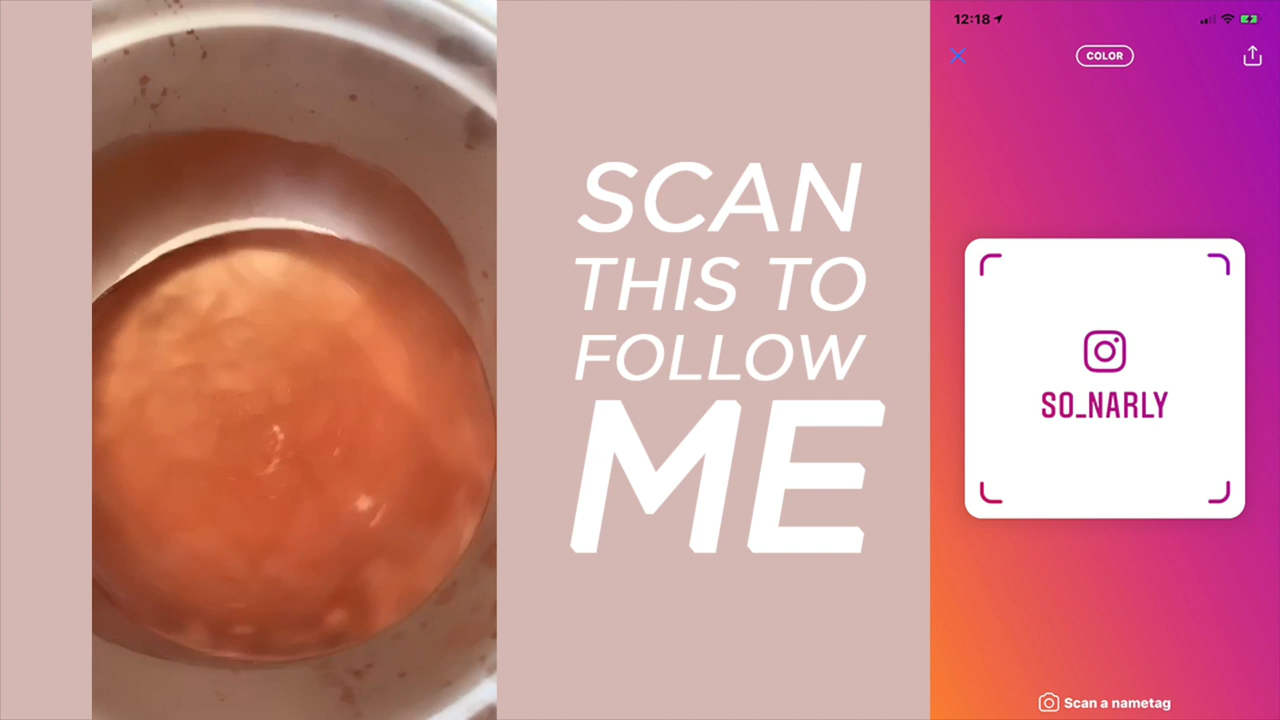 SCAN
THIS TO
FOLLOW
ME
12:18
COLOR
SO_NARLY
Scan a nametag